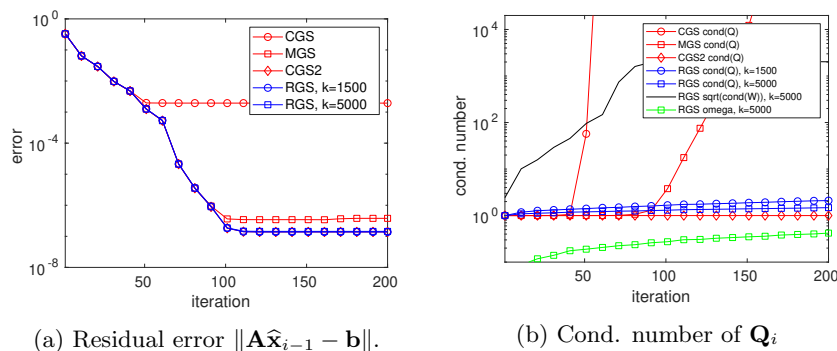 10^0
10^-4
10^-8
error
50
100
150
200
iteration
CGS
MGS
CGS2
RGS, k=1500
RGS, k=5000
(a) Residual error ‖Ax̂_{i−1} − b‖.
10^4
10^2
10^0
cond. number
50
100
150
200
iteration
CGS cond(Q)
MGS cond(Q)
CGS2 cond(Q)
RGS cond(Q), k=1500
RGS cond(Q), k=5000
RGS sqrt(cond(W)), k=5000
RGS omega, k=5000
(b) Cond. number of Q_i